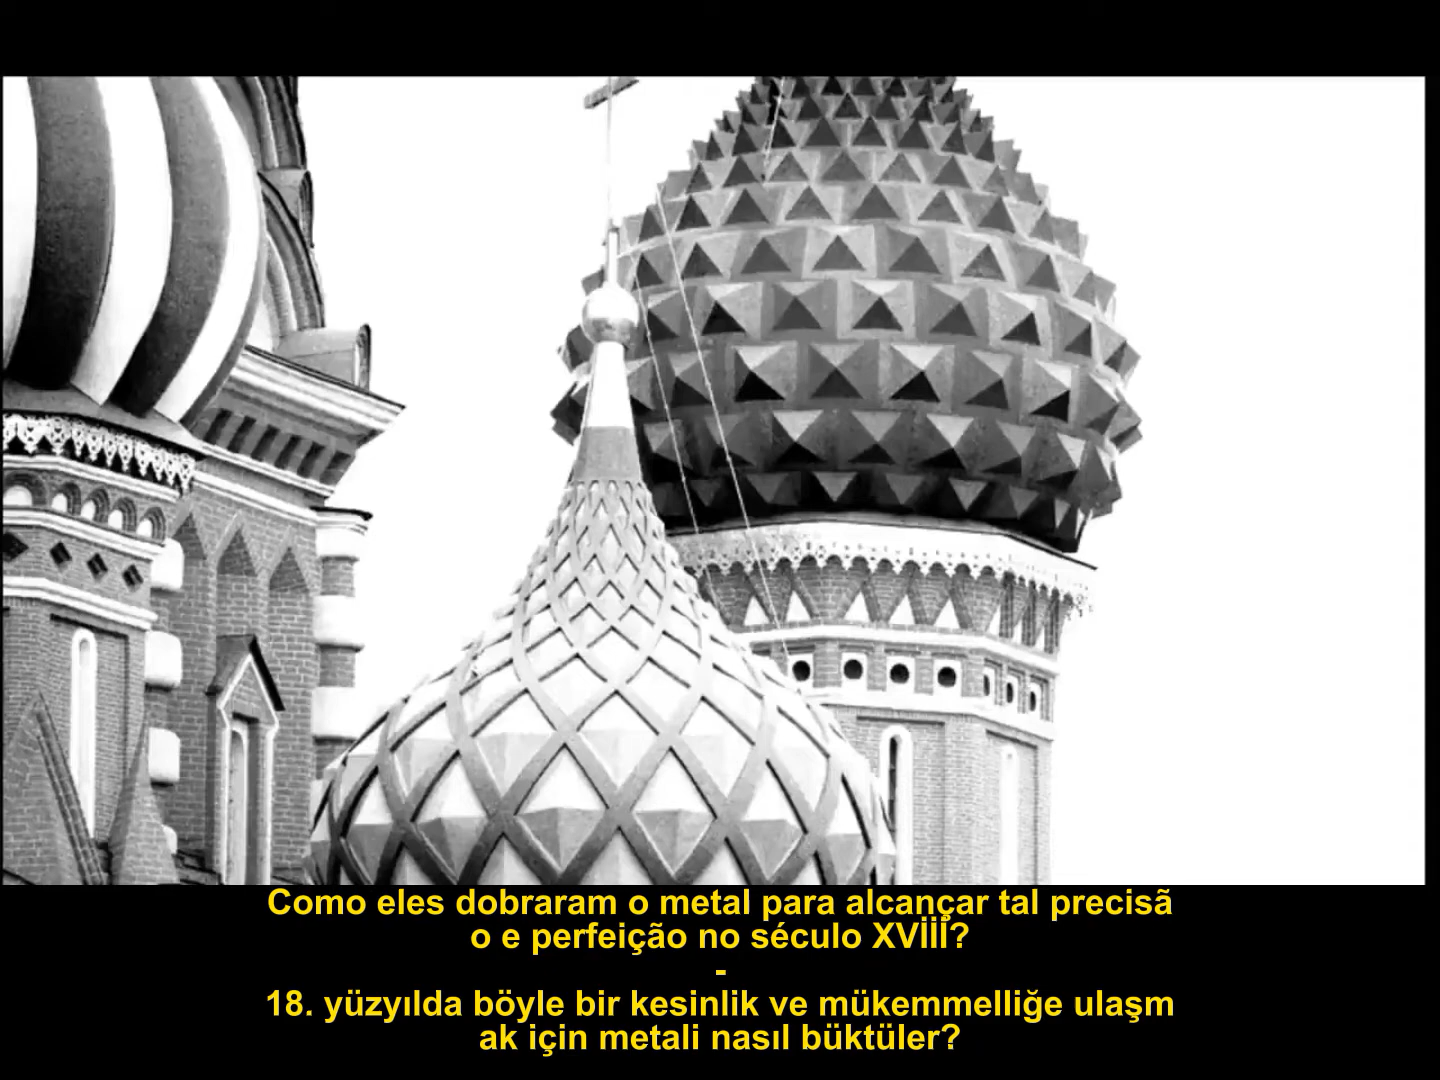 Como eles dobraram o metal para alcançar tal precisã
o e perfeição no século XVİİİ?
-
18. yüzyılda böyle bir kesinlik ve mükemmelliğe ulaşm
ak için metali nasıl büktüler?